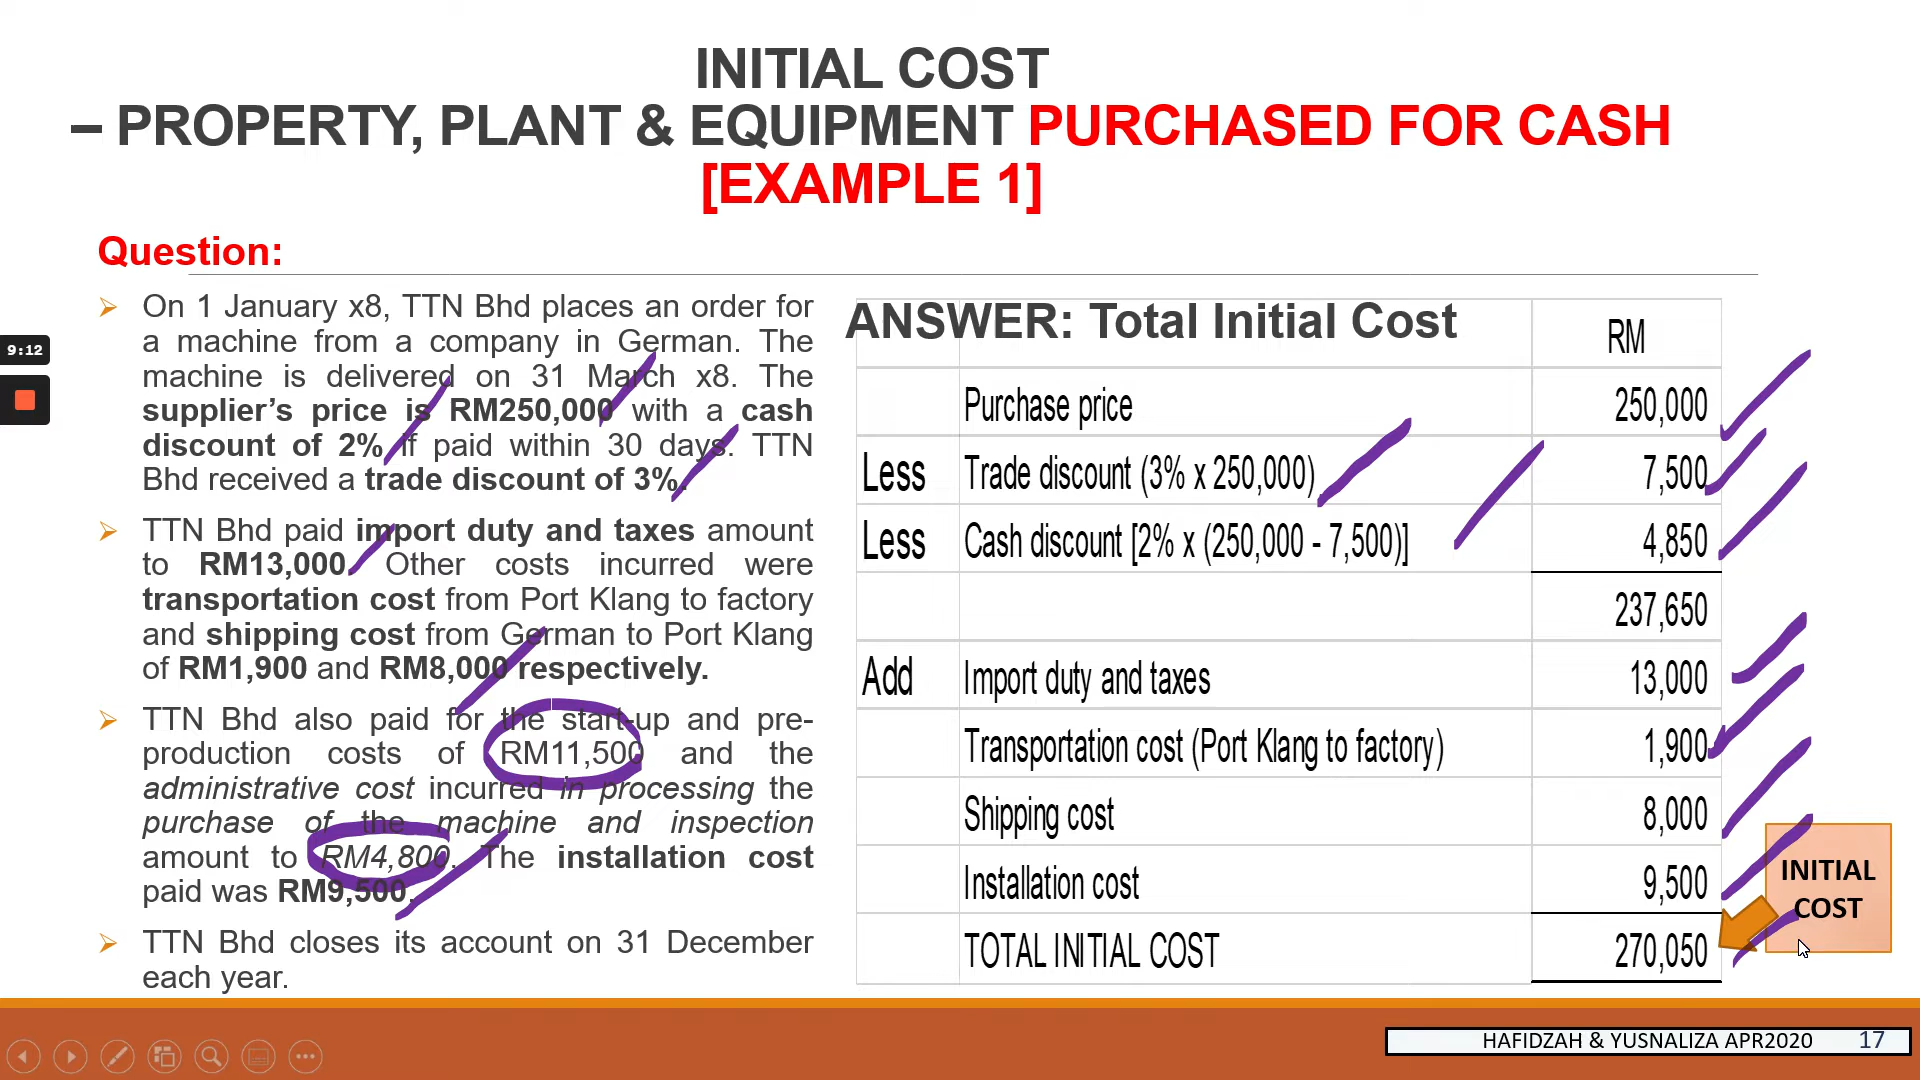 INITIAL COST
– PROPERTY, PLANT & EQUIPMENT PURCHASED FOR CASH
[EXAMPLE 1]
Question:
On 1 January x8, TTN Bhd places an order for
a machine from a company in German. The
machine is delivered on 31 March x8. The
supplier’s price is RM250,000 with a cash
discount of 2% if paid within 30 days. TTN
Bhd received a trade discount of 3%.
TTN Bhd paid import duty and taxes amount
to RM13,000. Other costs incurred were
transportation cost from Port Klang to factory
and shipping cost from German to Port Klang
of RM1,900 and RM8,000 respectively.
TTN Bhd also paid for the start-up and pre-
production costs of RM11,500 and the
administrative cost incurred in processing the
purchase of the machine and inspection
amount to RM4,800. The installation cost
paid was RM9,500.
TTN Bhd closes its account on 31 December
each year.
ANSWER: Total Initial Cost
RM
Purchase price 250,000
Less Trade discount (3% x 250,000) 7,500
Less Cash discount [2% x (250,000 - 7,500)] 4,850
237,650
Add Import duty and taxes 13,000
Transportation cost (Port Klang to factory) 1,900
Shipping cost 8,000
Installation cost 9,500
TOTAL INITIAL COST 270,050
INITIAL
COST
9:12
HAFIDZAH & YUSNALIZA APR2020 17